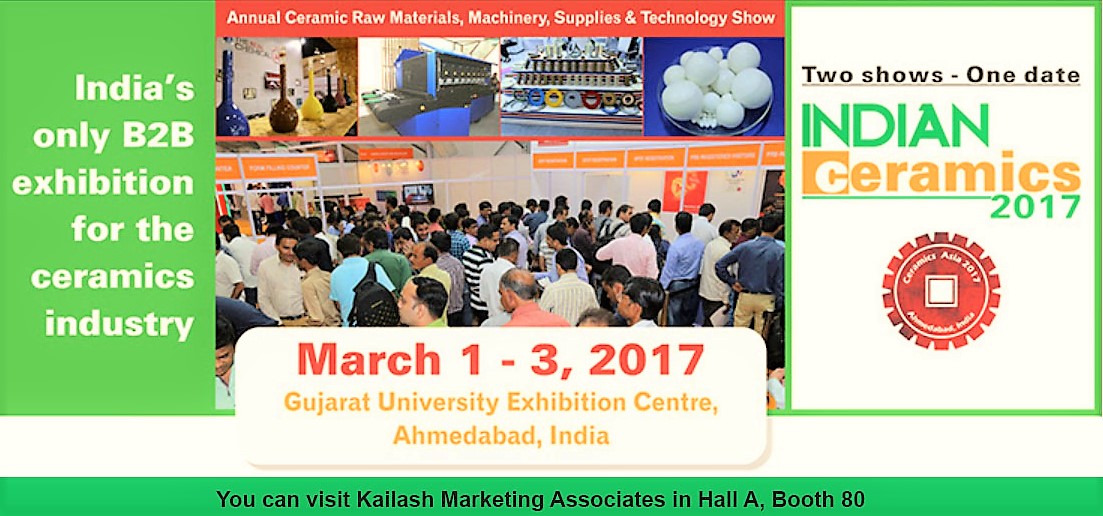 Annual Ceramic Raw Materials, Machinery, Supplies & Technology Show
India's
only B2B
exhibition
for the
ceramics
industry
Two shows - One date
INDIAN
Ceramics
2017
Ceramics Asia 2017
Ahmedabad, India
March 1 - 3, 2017
Gujarat University Exhibition Centre,
Ahmedabad, India
You can visit Kailash Marketing Associates in Hall A, Booth 80